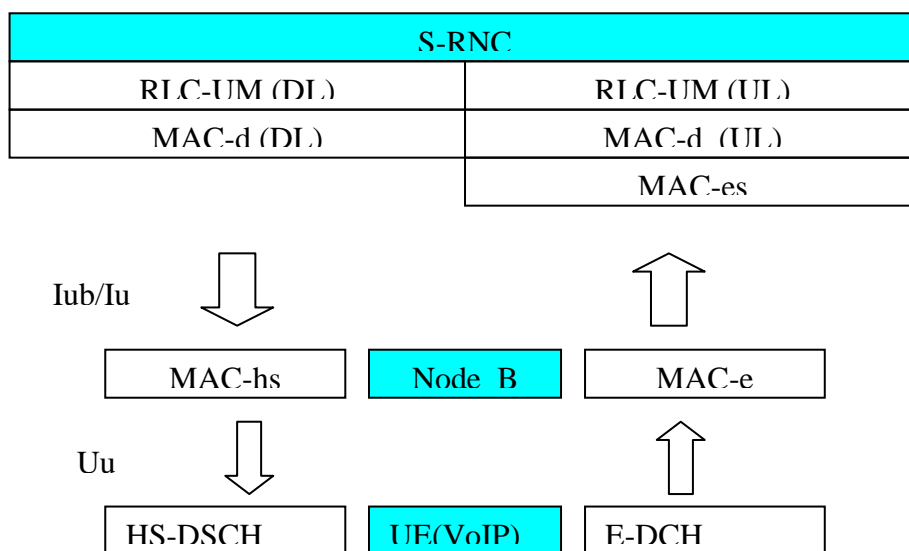 S-RNC
RLC-UM (DL) RLC-UM (UL)
MAC-d (DL) MAC-d (UL)
MAC-es
Iub/Iu
MAC-hs Node B MAC-e
Uu
HS-DSCH UE(VoIP) E-DCH